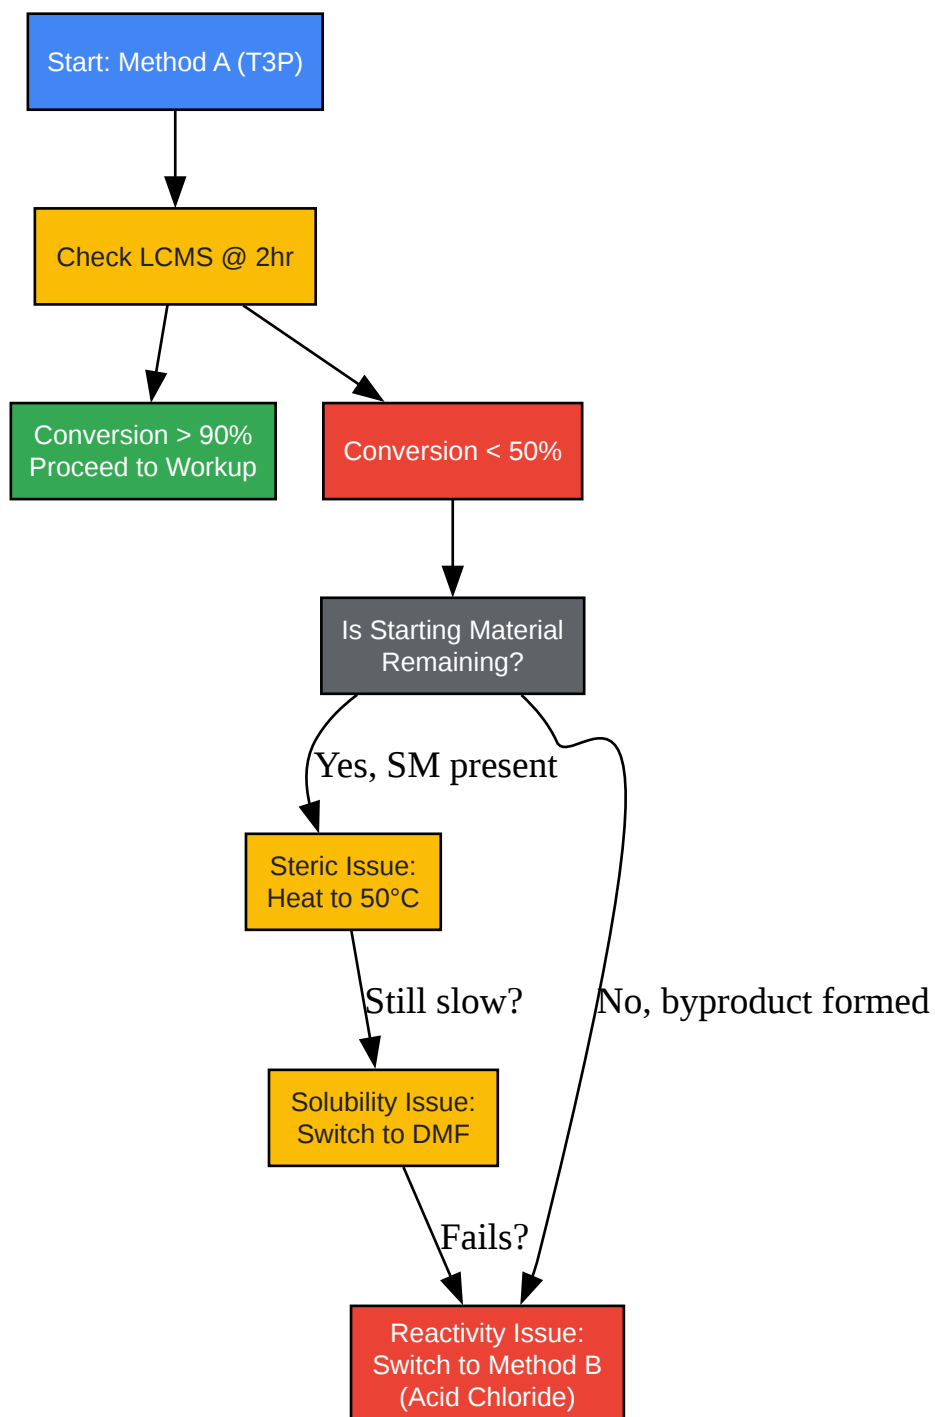 Start: Method A (T3P)
Check LCMS @ 2hr
Conversion > 90%
Proceed to Workup
Conversion < 50%
Is Starting Material
Remaining?
Yes, SM present
Steric Issue:
Heat to 50°C
Still slow?
No, byproduct formed
Solubility Issue:
Switch to DMF
Fails?
Reactivity Issue:
Switch to Method B
(Acid Chloride)